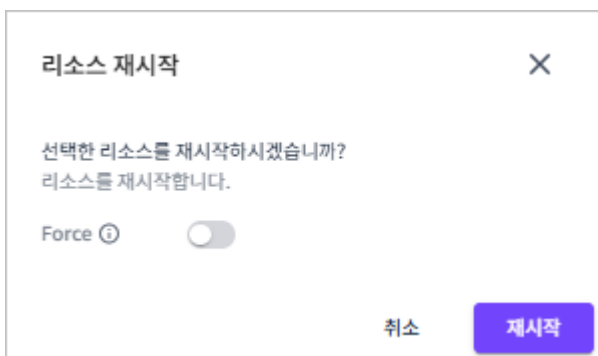 리소스 재시작
선택한 리소스를 재시작하시겠습니까?
리소스를 재시작합니다.
Force
취소
재시작